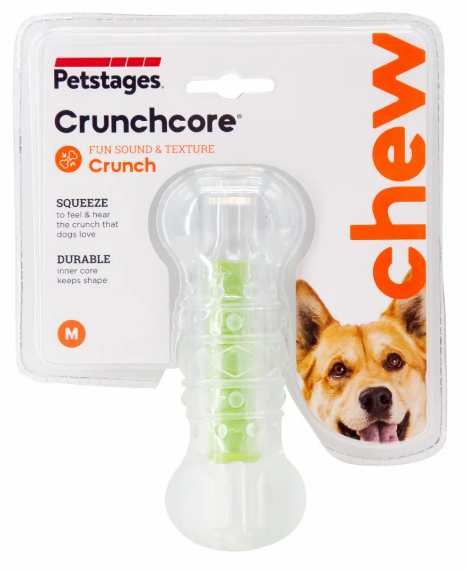 Petstages®
Crunchcore®
FUN SOUND & TEXTURE
Crunch
SQUEEZE
to feel & hear
the crunch that
dogs love
DURABLE
inner core
keeps shape
M
chew